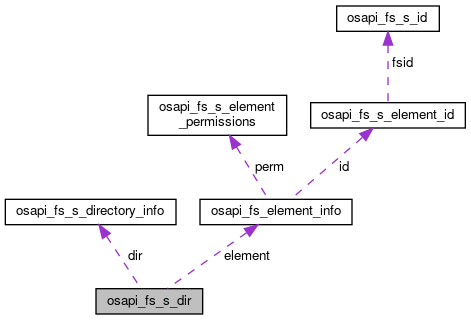 osapi_fs_s_id
fsid
osapi_fs_s_element
_permissions
osapi_fs_s_element_id
perm
id
osapi_fs_s_directory_info
osapi_fs_element_info
dir
element
osapi_fs_s_dir